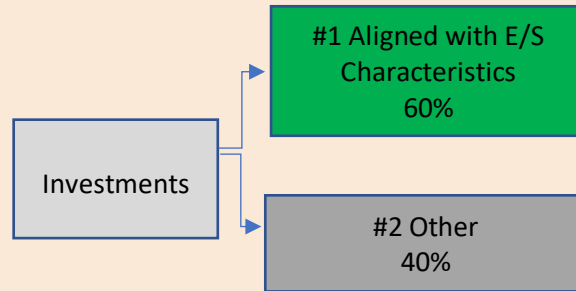 #1 Aligned with E/S
Characteristics
60%
Investments
#2 Other
40%